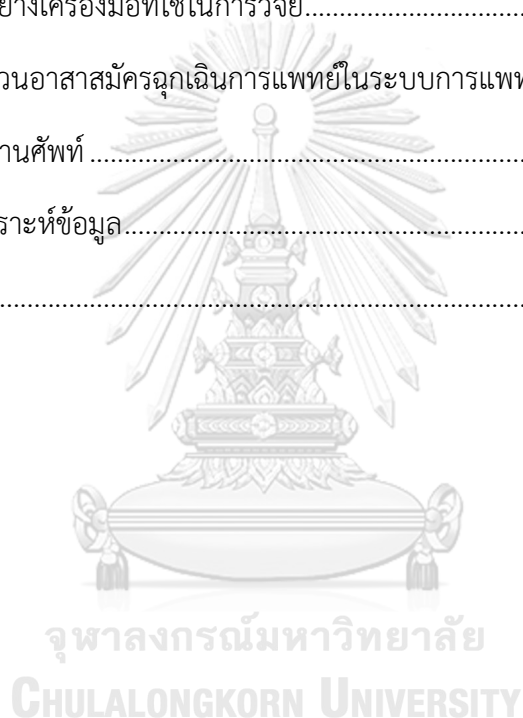 ย่างเครื่องมือที่ใช้ในการวิจัย................................
วนอาสาสมัครฉุกเฉินการแพทย์ในระบบการแพท
านศัพท์ ................................................................
ราะห์ข้อมูล............................................................
................................................................................
จุฬาลงกรณ์มหาวิทยาลัย
CHULALONGKORN UNIVERSITY